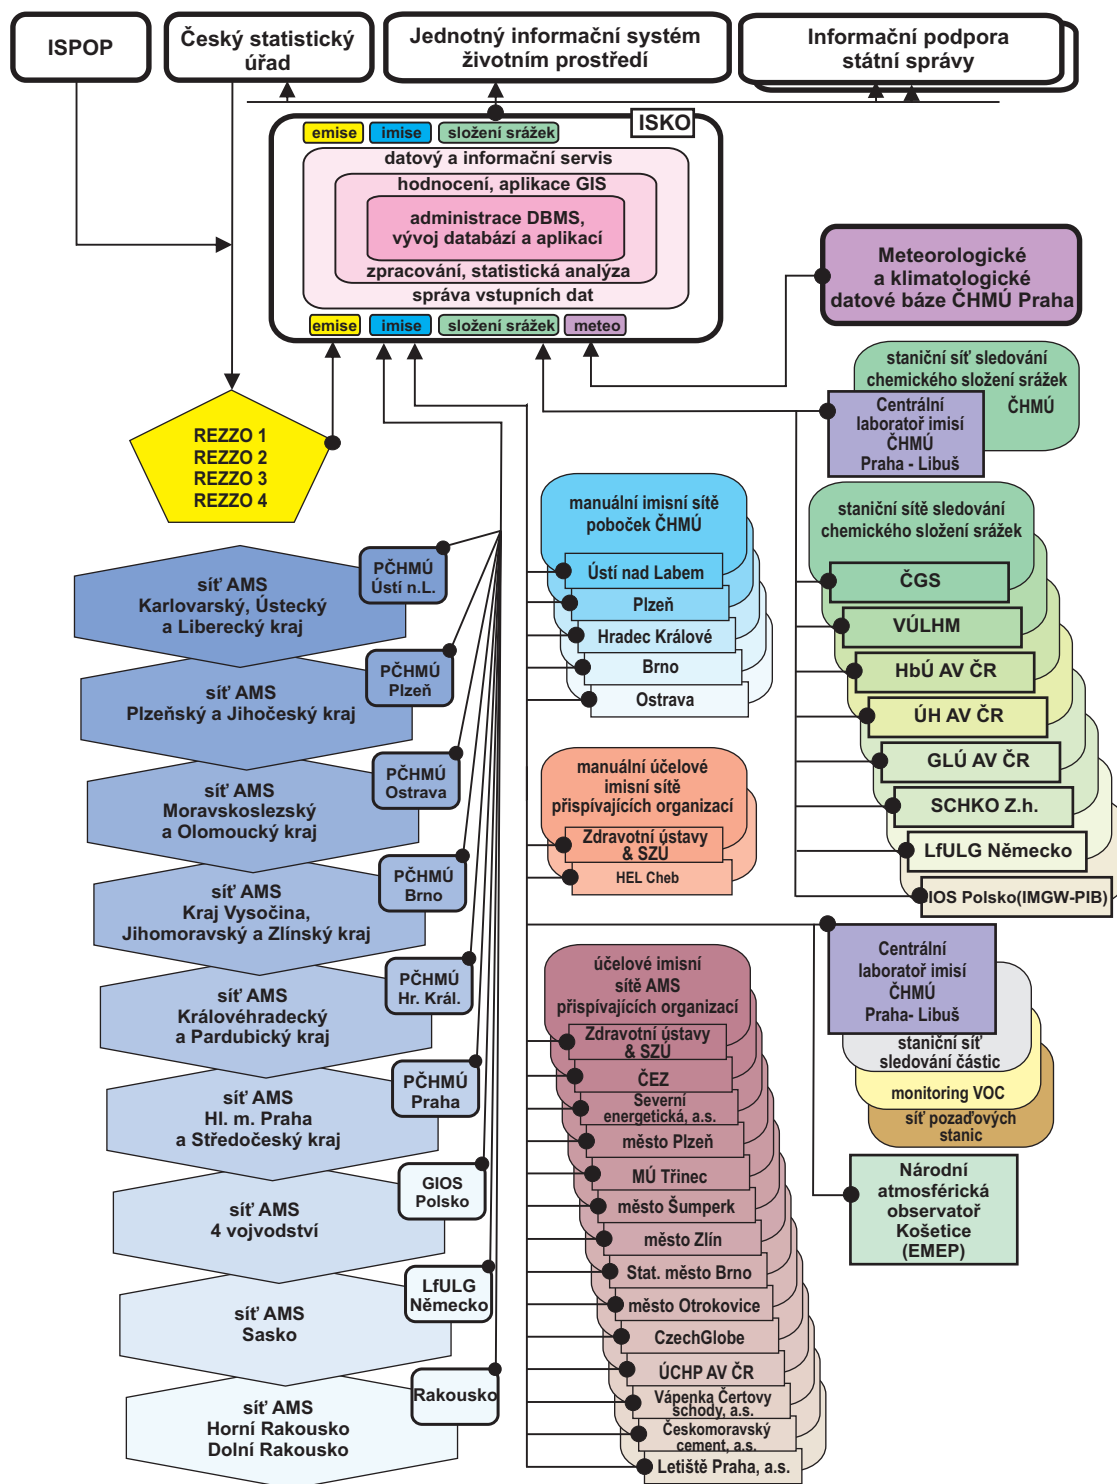 ISPOP
Český statistický
úřad
Jednotný informační systém
životním prostředí
Informační podpora
státní správy
ISKO
emise
imise
složení srážek
datový a informační servis
hodnocení, aplikace GIS
administrace DBMS,
vývoj databází a aplikací
zpracování, statistická analýza
správa vstupních dat
emise
imise
složení srážek
meteo
Meteorologické
a klimatologické
datové báze ČHMÚ Praha
staniční síť sledování
chemického složení srážek
ČHMÚ
Centrální
laboratoř imisí
ČHMÚ
Praha - Libuš
REZZO 1
REZZO 2
REZZO 3
REZZO 4
síť AMS
Karlovarský, Ústecký
a Liberecký kraj
PČHMÚ
Ústí n.L.
síť AMS
Plzeňský a Jihočeský kraj
PČHMÚ
Plzeň
síť AMS
Moravskoslezský
a Olomoucký kraj
PČHMÚ
Ostrava
síť AMS
Kraj Vysočina,
Jihomoravský a Zlínský kraj
PČHMÚ
Brno
síť AMS
Královéhradecký
a Pardubický kraj
PČHMÚ
Hr. Král.
síť AMS
Hl. m. Praha
a Středočeský kraj
PČHMÚ
Praha
síť AMS
4 vojvodství
GIOS
Polsko
síť AMS
Sasko
LfULG
Německo
síť AMS
Horní Rakousko
Dolní Rakousko
Rakousko
manuální imisní sítě
poboček ČHMÚ
Ústí nad Labem
Plzeň
Hradec Králové
Brno
Ostrava
manuální účelové
imisní sítě
přispívajících organizací
Zdravotní ústavy
& SZÚ
HEL Cheb
účelové imisní
sítě AMS
přispívajících organizací
Zdravotní ústavy
& SZÚ
ČEZ
Severní
energetická, a.s.
město Plzeň
MÚ Třinec
město Šumperk
město Zlín
Stat. město Brno
město Otrokovice
CzechGlobe
ÚCHP AV ČR
Vápenka Čertovy
schody, a.s.
Českomoravský
cement, a.s.
Letiště Praha, a.s.
staniční sítě sledování
chemického složení srážek
ČGS
VÚLHM
HbÚ AV ČR
ÚH AV ČR
GLÚ AV ČR
SCHKO Z.h.
LfULG Německo
IOS Polsko(IMGW-PIB)
Centrální
laboratoř imisí
ČHMÚ
Praha- Libuš
staniční síť
sledování částic
monitoring VOC
síť pozaďových
stanic
Národní
atmosférická
observatoř
Košetice
(EMEP)